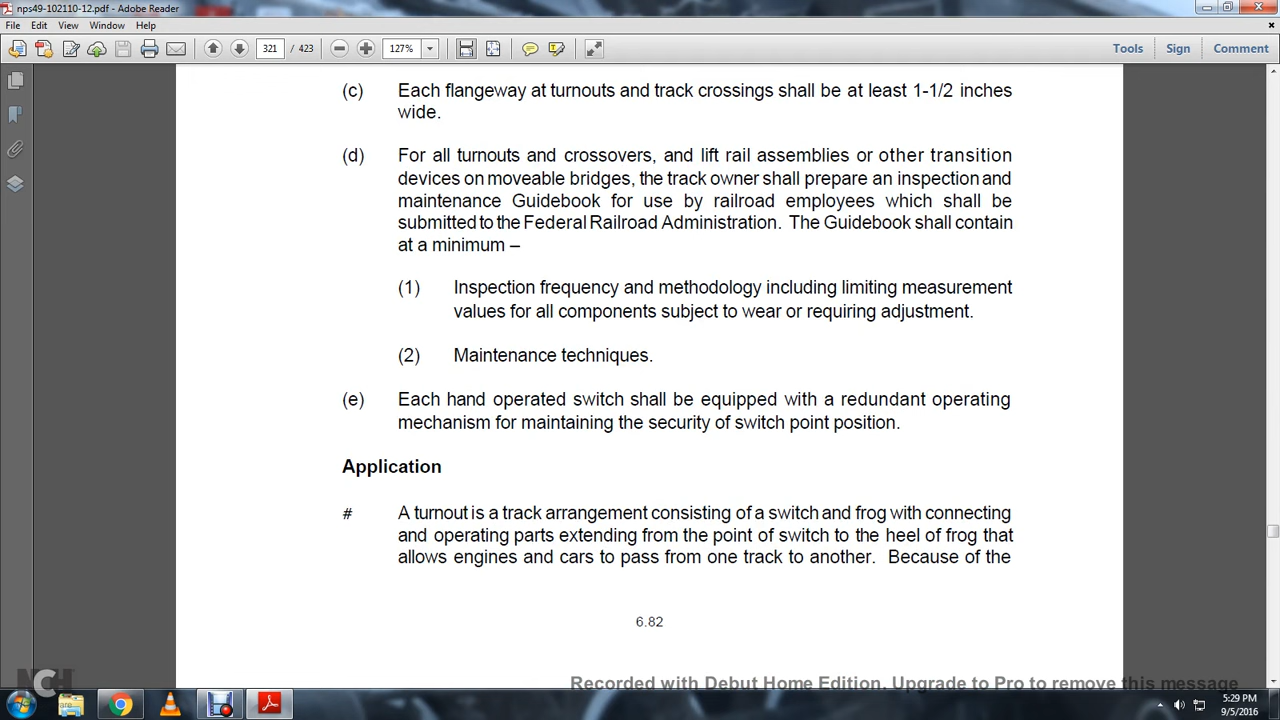 nps49-102110-12.pdf - Adobe Reader
File Edit View Window Help
321 / 423 127% Tools Sign Comment
(c) Each flangeway at turnouts and track crossings shall be at least 1-1/2 inches
wide.
(d) For all turnouts and crossovers, and lift rail assemblies or other transition
devices on moveable bridges, the track owner shall prepare an inspection and
maintenance Guidebook for use by railroad employees which shall be
submitted to the Federal Railroad Administration. The Guidebook shall contain
at a minimum –
(1) Inspection frequency and methodology including limiting measurement
values for all components subject to wear or requiring adjustment.
(2) Maintenance techniques.
(e) Each hand operated switch shall be equipped with a redundant operating
mechanism for maintaining the security of switch point position.
Application
# A turnout is a track arrangement consisting of a switch and frog with connecting
and operating parts extending from the point of switch to the heel of frog that
allows engines and cars to pass from one track to another. Because of the
6.82
Recorded with Debut Home Edition. Upgrade to Pro to remove this message
NCH
5:29 PM
9/5/2016